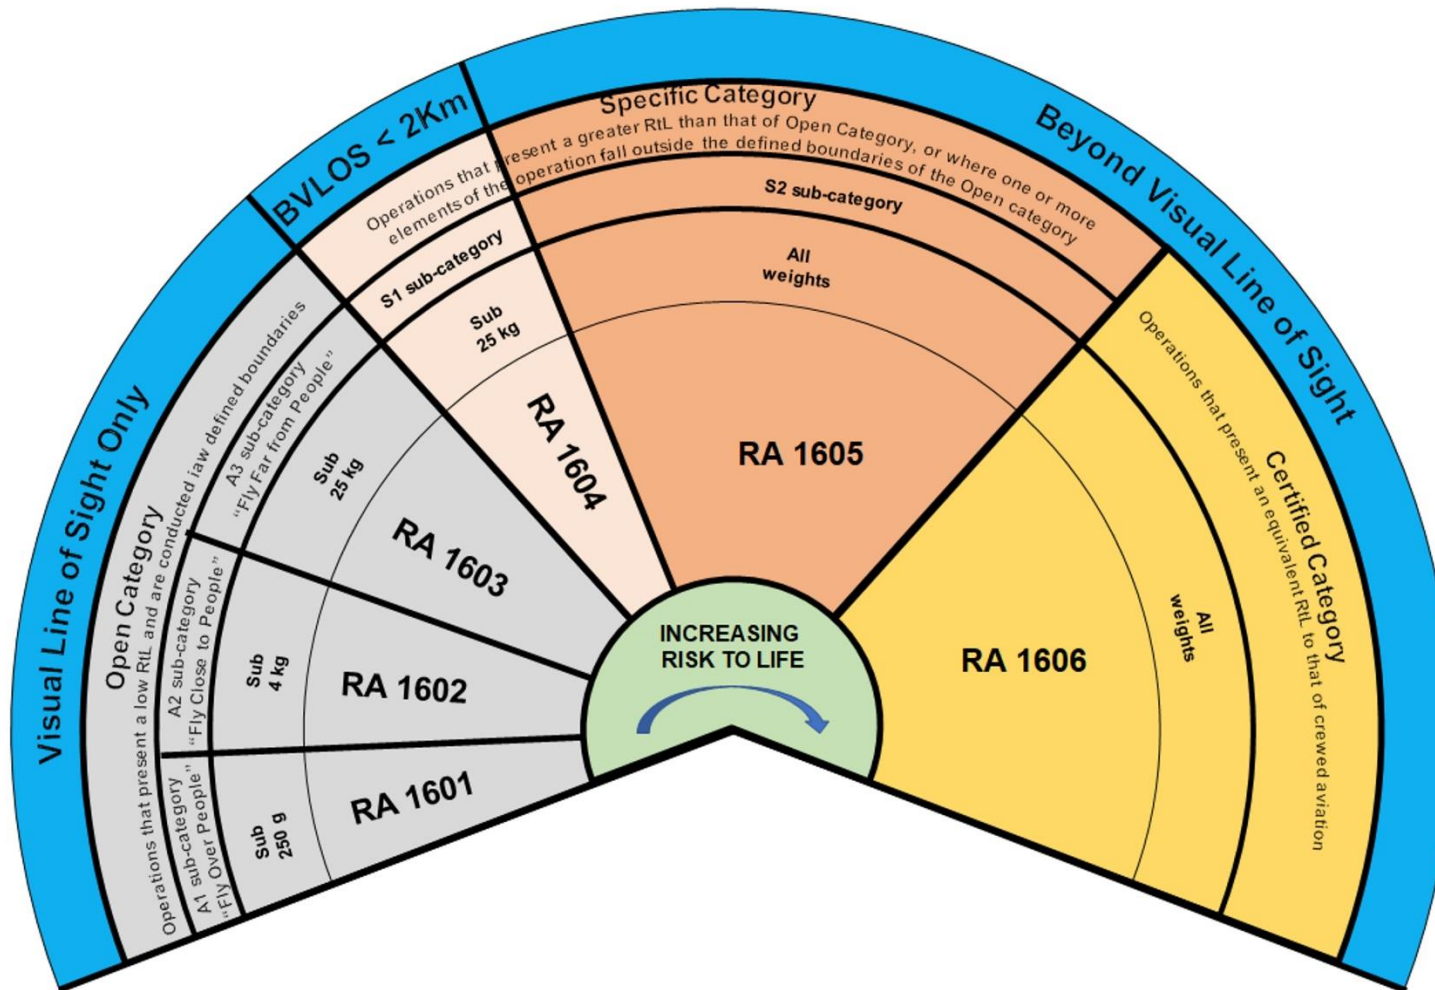 Visual Line of Sight Only
BVLOS < 2Km
Beyond Visual Line of Sight
Open Category
Operations that present a low RtL and are conducted iaw defined boundaries
A1 sub-category
“Fly Over People”
Sub
250 g
RA 1601
A2 sub-category
“Fly Close to People”
Sub
4 kg
RA 1602
A3 sub-category
“Fly Far from People”
Sub
25 kg
RA 1603
Specific Category
Operations that present a greater RtL than that of Open Category, or where one or more
elements of the operation fall outside the defined boundaries of the Open category
S1 sub-category
Sub
25 kg
RA 1604
S2 sub-category
All
weights
RA 1605
Certified Category
Operations that present an equivalent RtL to that of crewed aviation
All
weights
RA 1606
INCREASING
RISK TO LIFE